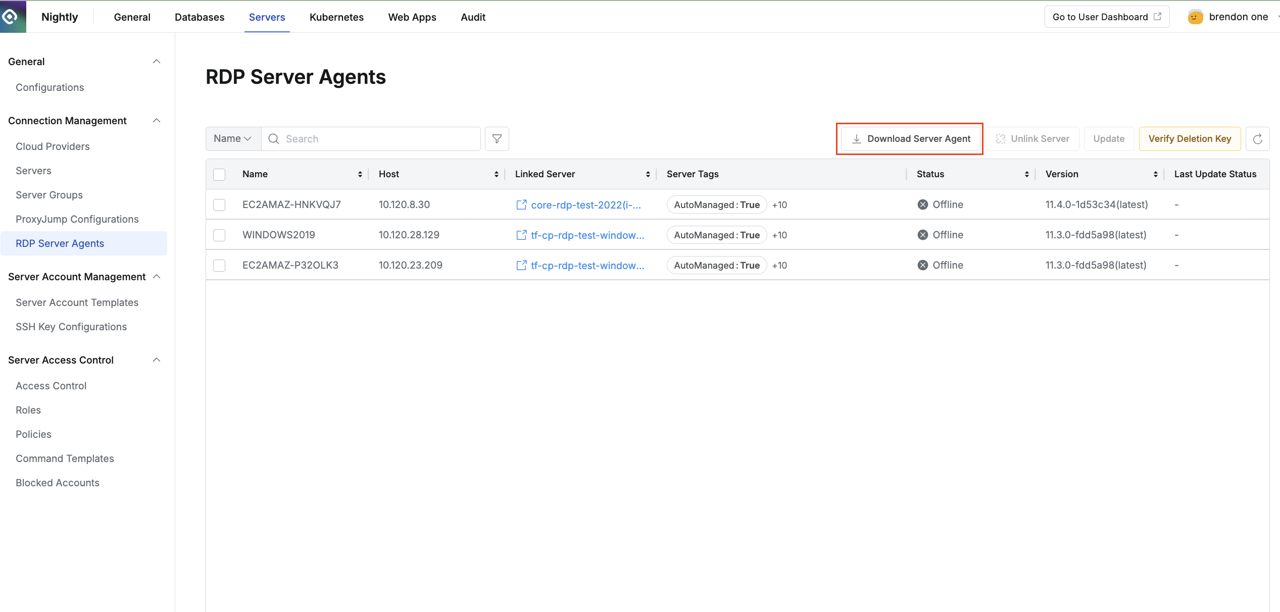 Nightly General Databases Servers Kubernetes Web Apps Audit Go to User Dashboard brendon one
General
Configurations
Connection Management
Cloud Providers
Servers
Server Groups
ProxyJump Configurations
RDP Server Agents
Server Account Management
Server Account Templates
SSH Key Configurations
Server Access Control
Access Control
Roles
Policies
Command Templates
Blocked Accounts
RDP Server Agents
Name Search Download Server Agent Unlink Server Update Verify Deletion Key
Name Host Linked Server Server Tags Status Version Last Update Status
EC2AMAZ-HNKVQJ7 10.120.8.30 core-rdp-test-2022(i-... AutoManaged : True +10 Offline 11.4.0-1d53c34(latest) -
WINDOWS2019 10.120.28.129 tf-cp-rdp-test-window... AutoManaged : True +10 Offline 11.3.0-fdd5a98(latest) -
EC2AMAZ-P32OLK3 10.120.23.209 tf-cp-rdp-test-window... AutoManaged : True +10 Offline 11.3.0-fdd5a98(latest) -